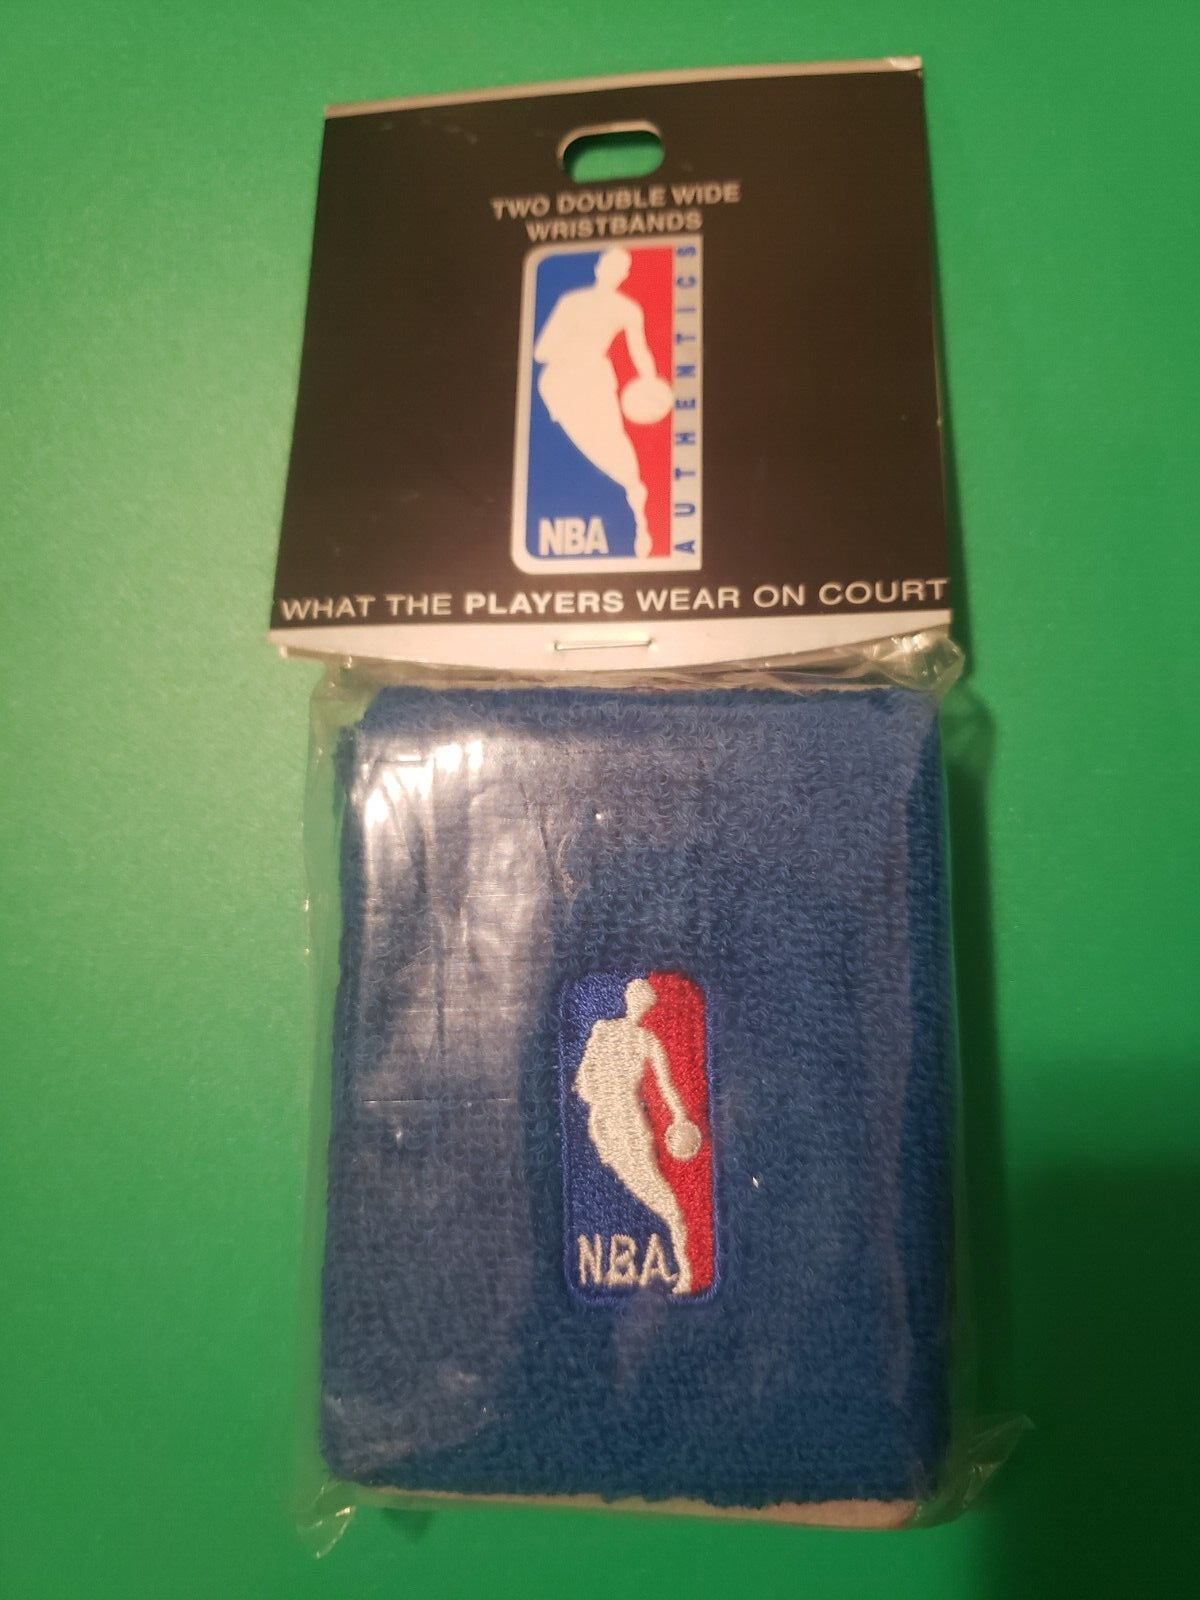 TWO DOUBLE WIDE
WRISTBANDS
NBA
AUTHENTICS
WHAT THE PLAYERS WEAR ON COURT
NBA